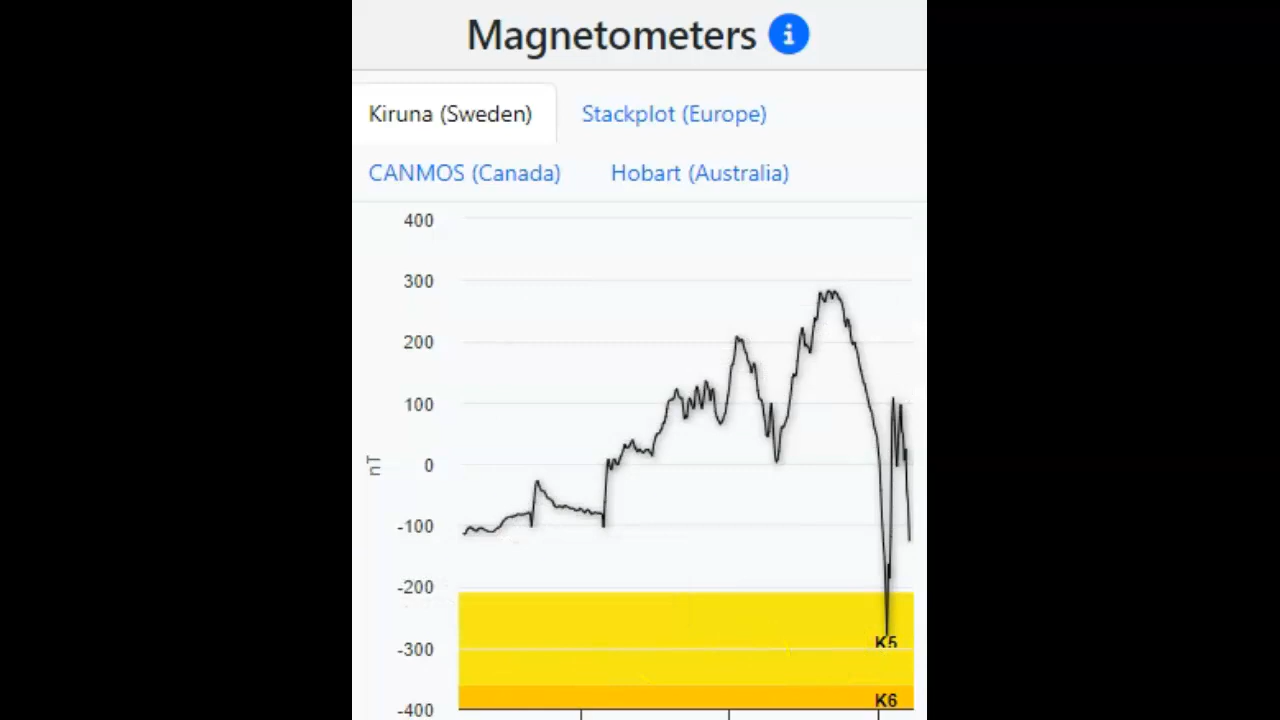 Magnetometers i
Kiruna (Sweden) Stackplot (Europe)
CANMOS (Canada) Hobart (Australia)
400
300
200
100
0
nT
-100
-200
-300
K5
K6
-400